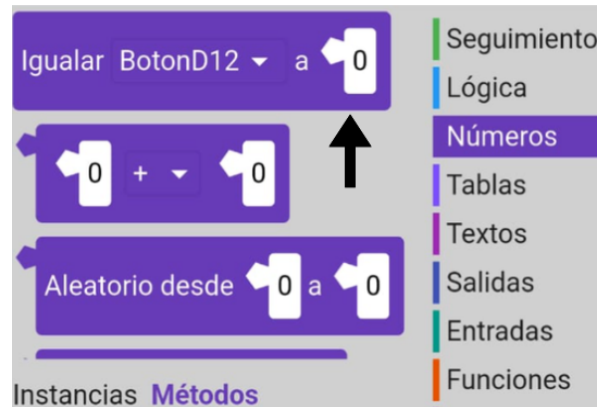 Igualar BotonD12 a 0
0 + 0
Aleatorio desde 0 a 0
Instancias Métodos
Seguimiento
Lógica
Números
Tablas
Textos
Salidas
Entradas
Funciones